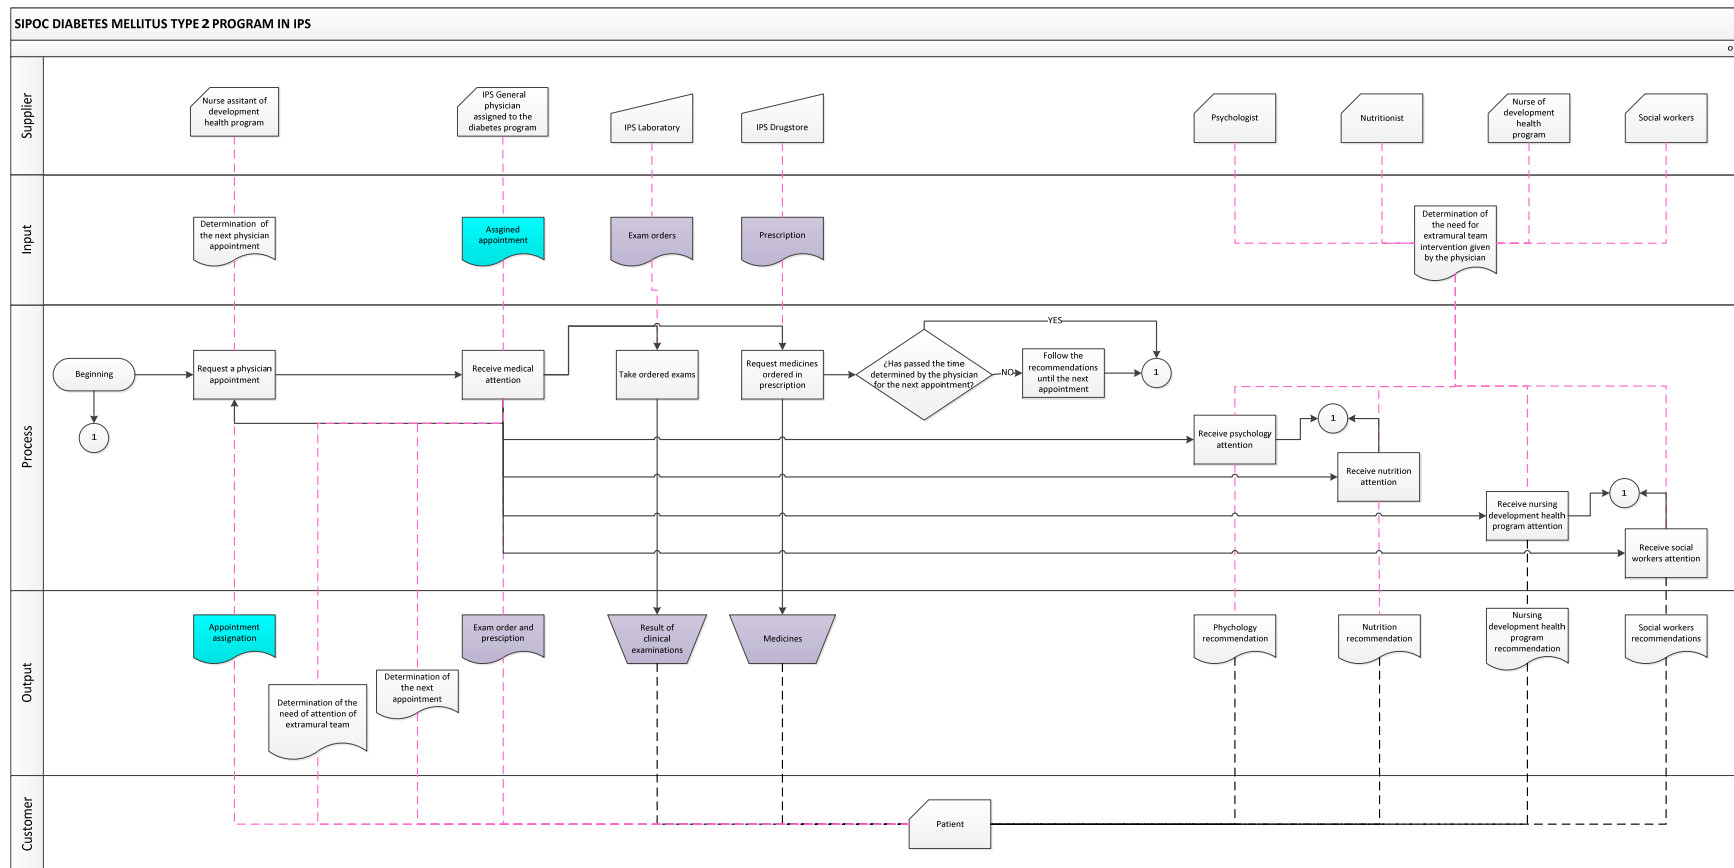 SIPOC DIABETES MELLITUS TYPE 2 PROGRAM IN IPS
o
Supplier
Nurse assitant of
development
health program
IPS General
physician
assigned to the
diabetes program
IPS Laboratory
IPS Drugstore
Psychologist
Nutritionist
Nurse of
development
health
program
Social workers
Input
Determination of
the next physician
appointment
Assgined
appointment
Exam orders
Prescription
Determination of
the need for
extramural team
intervention given
by the physician
Process
Beginning
1
Request a physician
appointment
Receive medical
attention
Take ordered exams
Request medicines
ordered in
prescription
¿Has passed the time
determined by the physician
for the next appointment?
YES
NO
Follow the
recommendations
until the next
appointment
1
Receive psychology
attention
1
Receive nutrition
attention
Receive nursing
development health
program attention
1
Receive social
workers attention
Output
Appointment
assignation
Determination of the
need of attention of
extramural team
Determination of
the next
appointment
Exam order and
presciption
Result of
clinical
examinations
Medicines
Phychology
recommendation
Nutrition
recommendation
Nursing
development health
program
recommendation
Social workers
recommendations
Customer
Patient